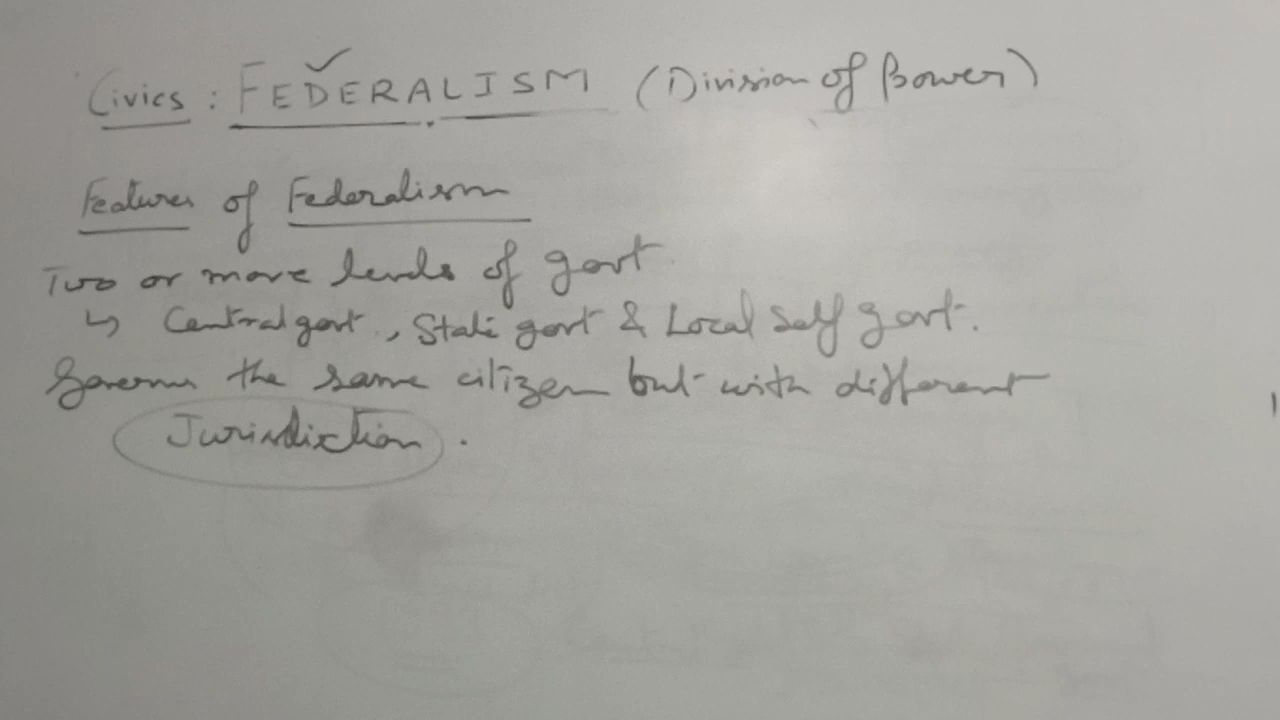 Civics : FEDERALISM (Division of Power)
Features of Federalism
Two or more levels of govt
↳ Central govt , State govt & Local Self govt.
Governs the same citizen but with different
Jurisdiction .